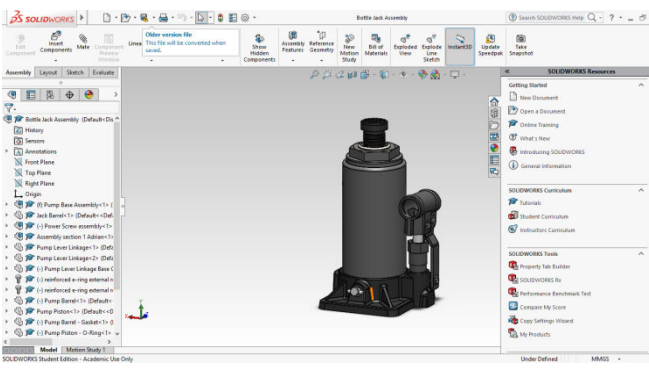 SOLIDWORKS
Bottle Jack Assembly
Search SOLIDWORKS Help
Older version file
This file will be converted when saved.
Edit Component
Insert Components
Mate
Component Preview Window
Linea
Show Hidden Components
Assembly Features
Reference Geometry
New Motion Study
Bill of Materials
Exploded View
Explode Line Sketch
Instant3D
Update Speedpak
Take Snapshot
Assembly Layout Sketch Evaluate
Bottle Jack Assembly (Default<Dis
History
Sensors
Annotations
Front Plane
Top Plane
Right Plane
Origin
(f) Pump Base Assembly<1> (
Jack Barrel<1> (Default<<Def
(-) Power Screw assembly<1>
Assembly section 1 Adrian<1>
Pump Lever Linkage<1> (Defa
Pump Lever Linkage<2> (Defa
(-) Pump Lever Linkage Base (
(-) reinforced e-ring external r
(-) reinforced e-ring external r
(-) Pump Barrel<1> (Default<
Pump Piston<1> (Default<<D
(-) Pump Barrel - Gasket<1> (
(-) Pump Piston - O-Ring<1>
Model Motion Study 1
SOLIDWORKS Student Edition - Academic Use Only
Under Defined
MMGS
SOLIDWORKS Resources
Getting Started
New Document
Open a Document
Online Training
What's New
Introducing SOLIDWORKS
General Information
SOLIDWORKS Curriculum
Tutorials
Student Curriculum
Instructors Curriculum
SOLIDWORKS Tools
Property Tab Builder
SOLIDWORKS Rx
Performance Benchmark Test
Compare My Score
Copy Settings Wizard
My Products